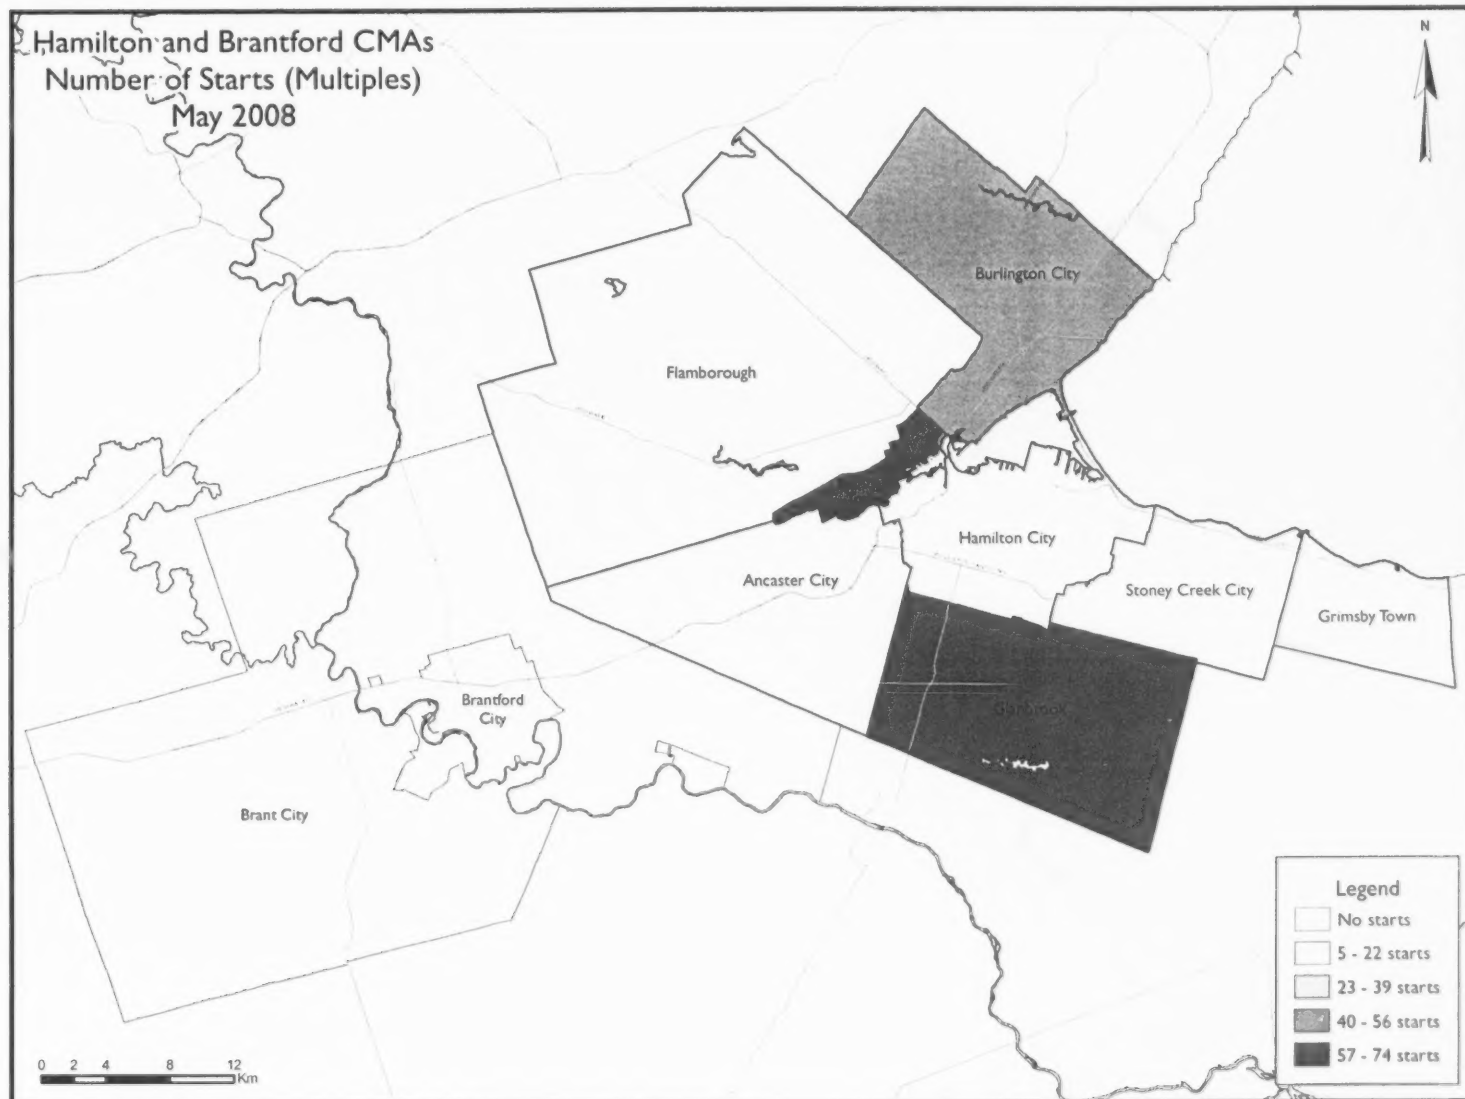 Hamilton and Brantford CMAs
Number of Starts (Multiples)
May 2008
N
Burlington City
Flamborough
Hamilton City
Ancaster City
Stoney Creek City
Grimsby Town
Brantford
City
Glanbrook
Brant City
Legend
No starts
5 - 22 starts
23 - 39 starts
40 - 56 starts
57 - 74 starts
0 2 4 8 12
Km